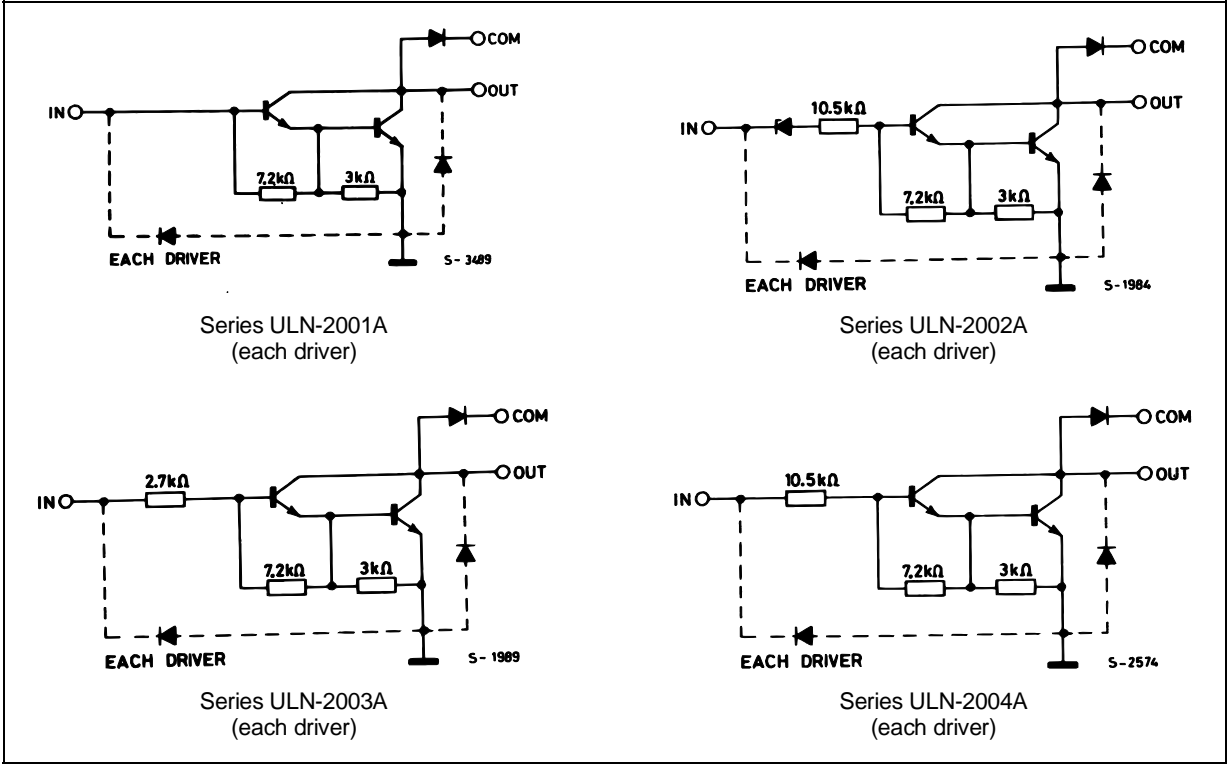 COM
OUT
IN
7.2kΩ
3kΩ
EACH DRIVER
S-3489
Series ULN-2001A
(each driver)
COM
OUT
IN
10.5kΩ
7.2kΩ
3kΩ
EACH DRIVER
S-1984
Series ULN-2002A
(each driver)
COM
OUT
IN
2.7kΩ
7.2kΩ
3kΩ
EACH DRIVER
S-1989
Series ULN-2003A
(each driver)
COM
OUT
IN
10.5kΩ
7.2kΩ
3kΩ
EACH DRIVER
S-2574
Series ULN-2004A
(each driver)